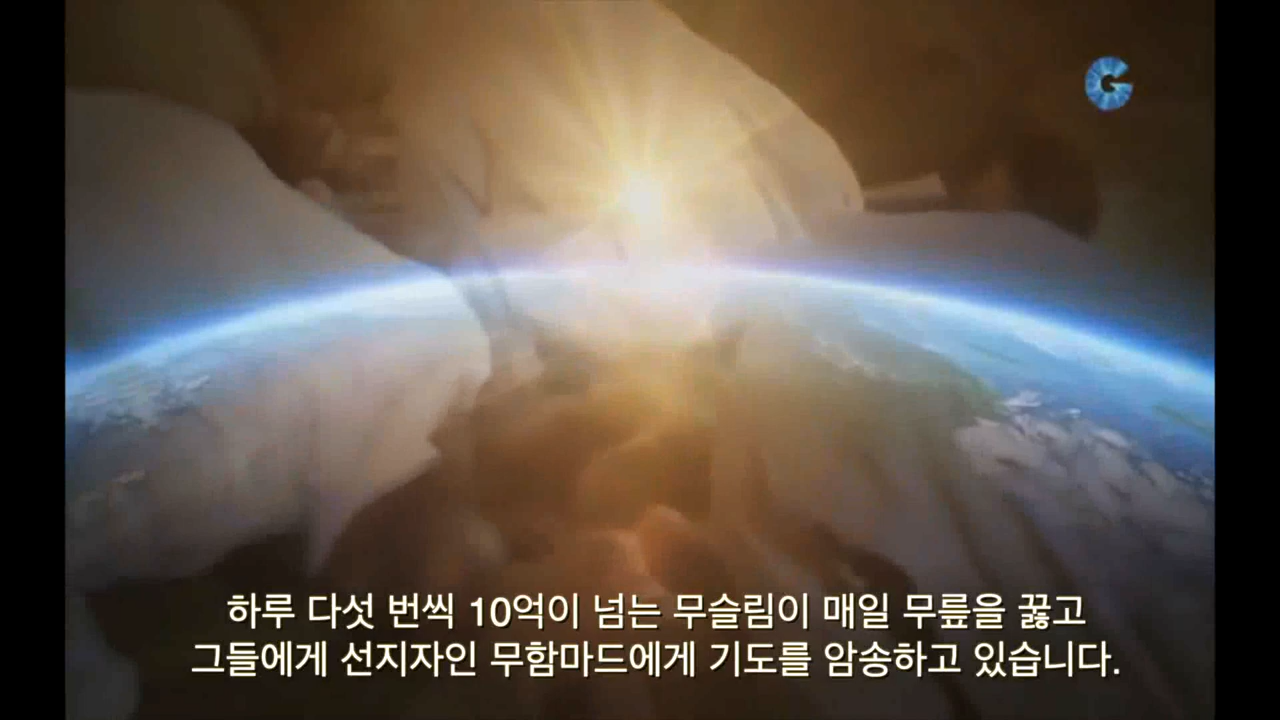 G
하루 다섯 번씩 10억이 넘는 무슬림이 매일 무릎을 꿇고
그들에게 선지자인 무함마드에게 기도를 암송하고 있습니다.